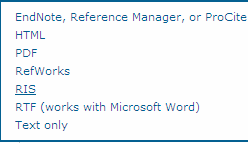 EndNote, Reference Manager, or ProCite
HTML
PDF
RefWorks
RIS
RTF (works with Microsoft Word)
Text only